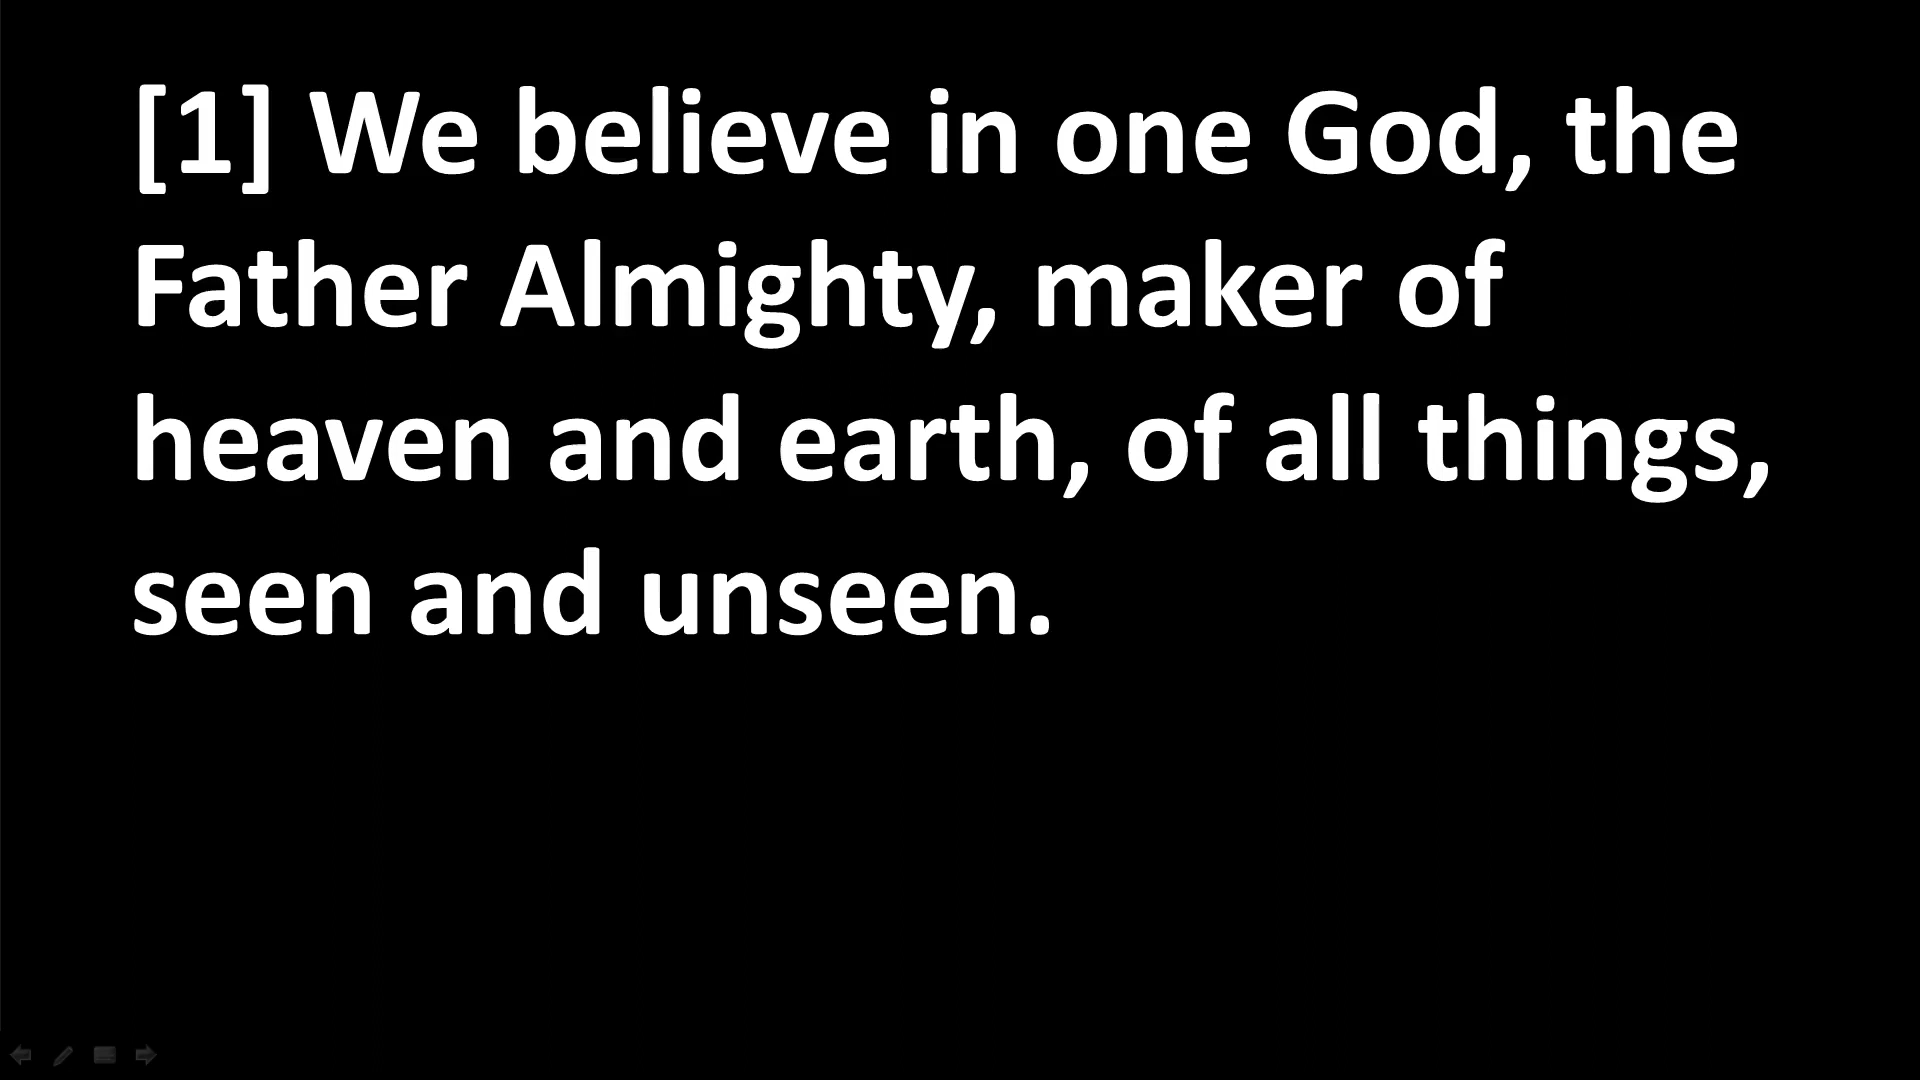 [1] We believe in one God, the
Father Almighty, maker of
heaven and earth, of all things,
seen and unseen.